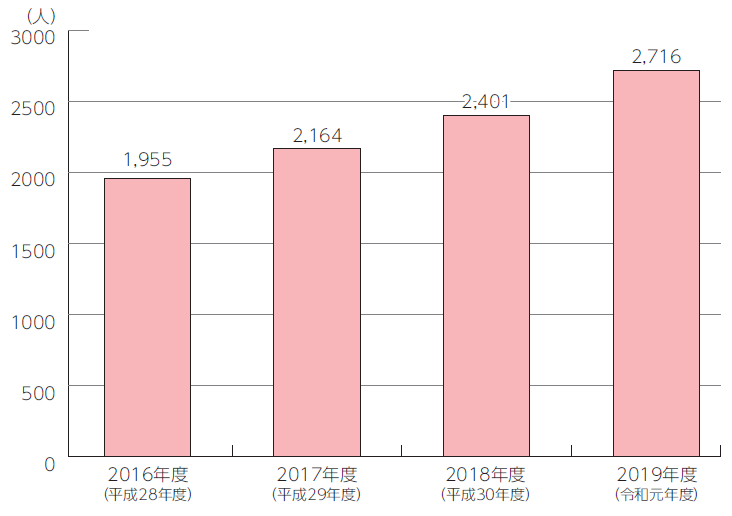 (人)
3000
2500
2000
1500
1000
500
0
1,955
2,164
2,401
2,716
2016年度
(平成28年度)
2017年度
(平成29年度)
2018年度
(平成30年度)
2019年度
(令和元年度)